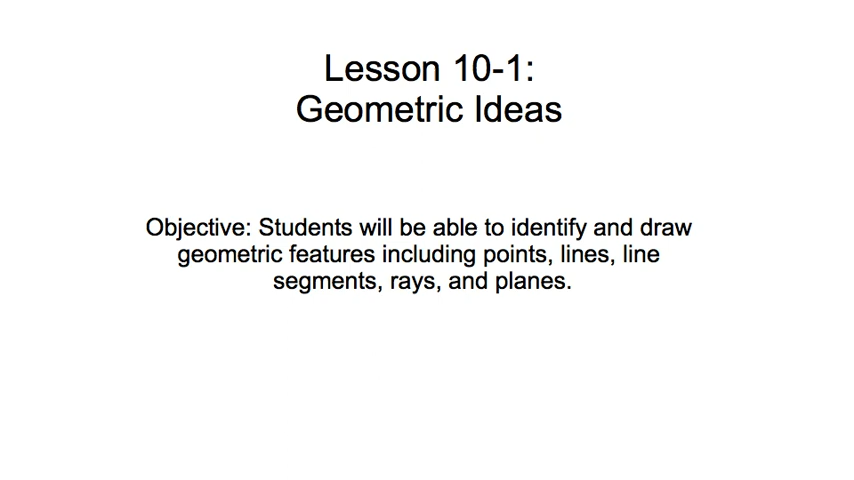 Lesson 10-1:
Geometric Ideas
Objective: Students will be able to identify and draw
geometric features including points, lines, line
segments, rays, and planes.